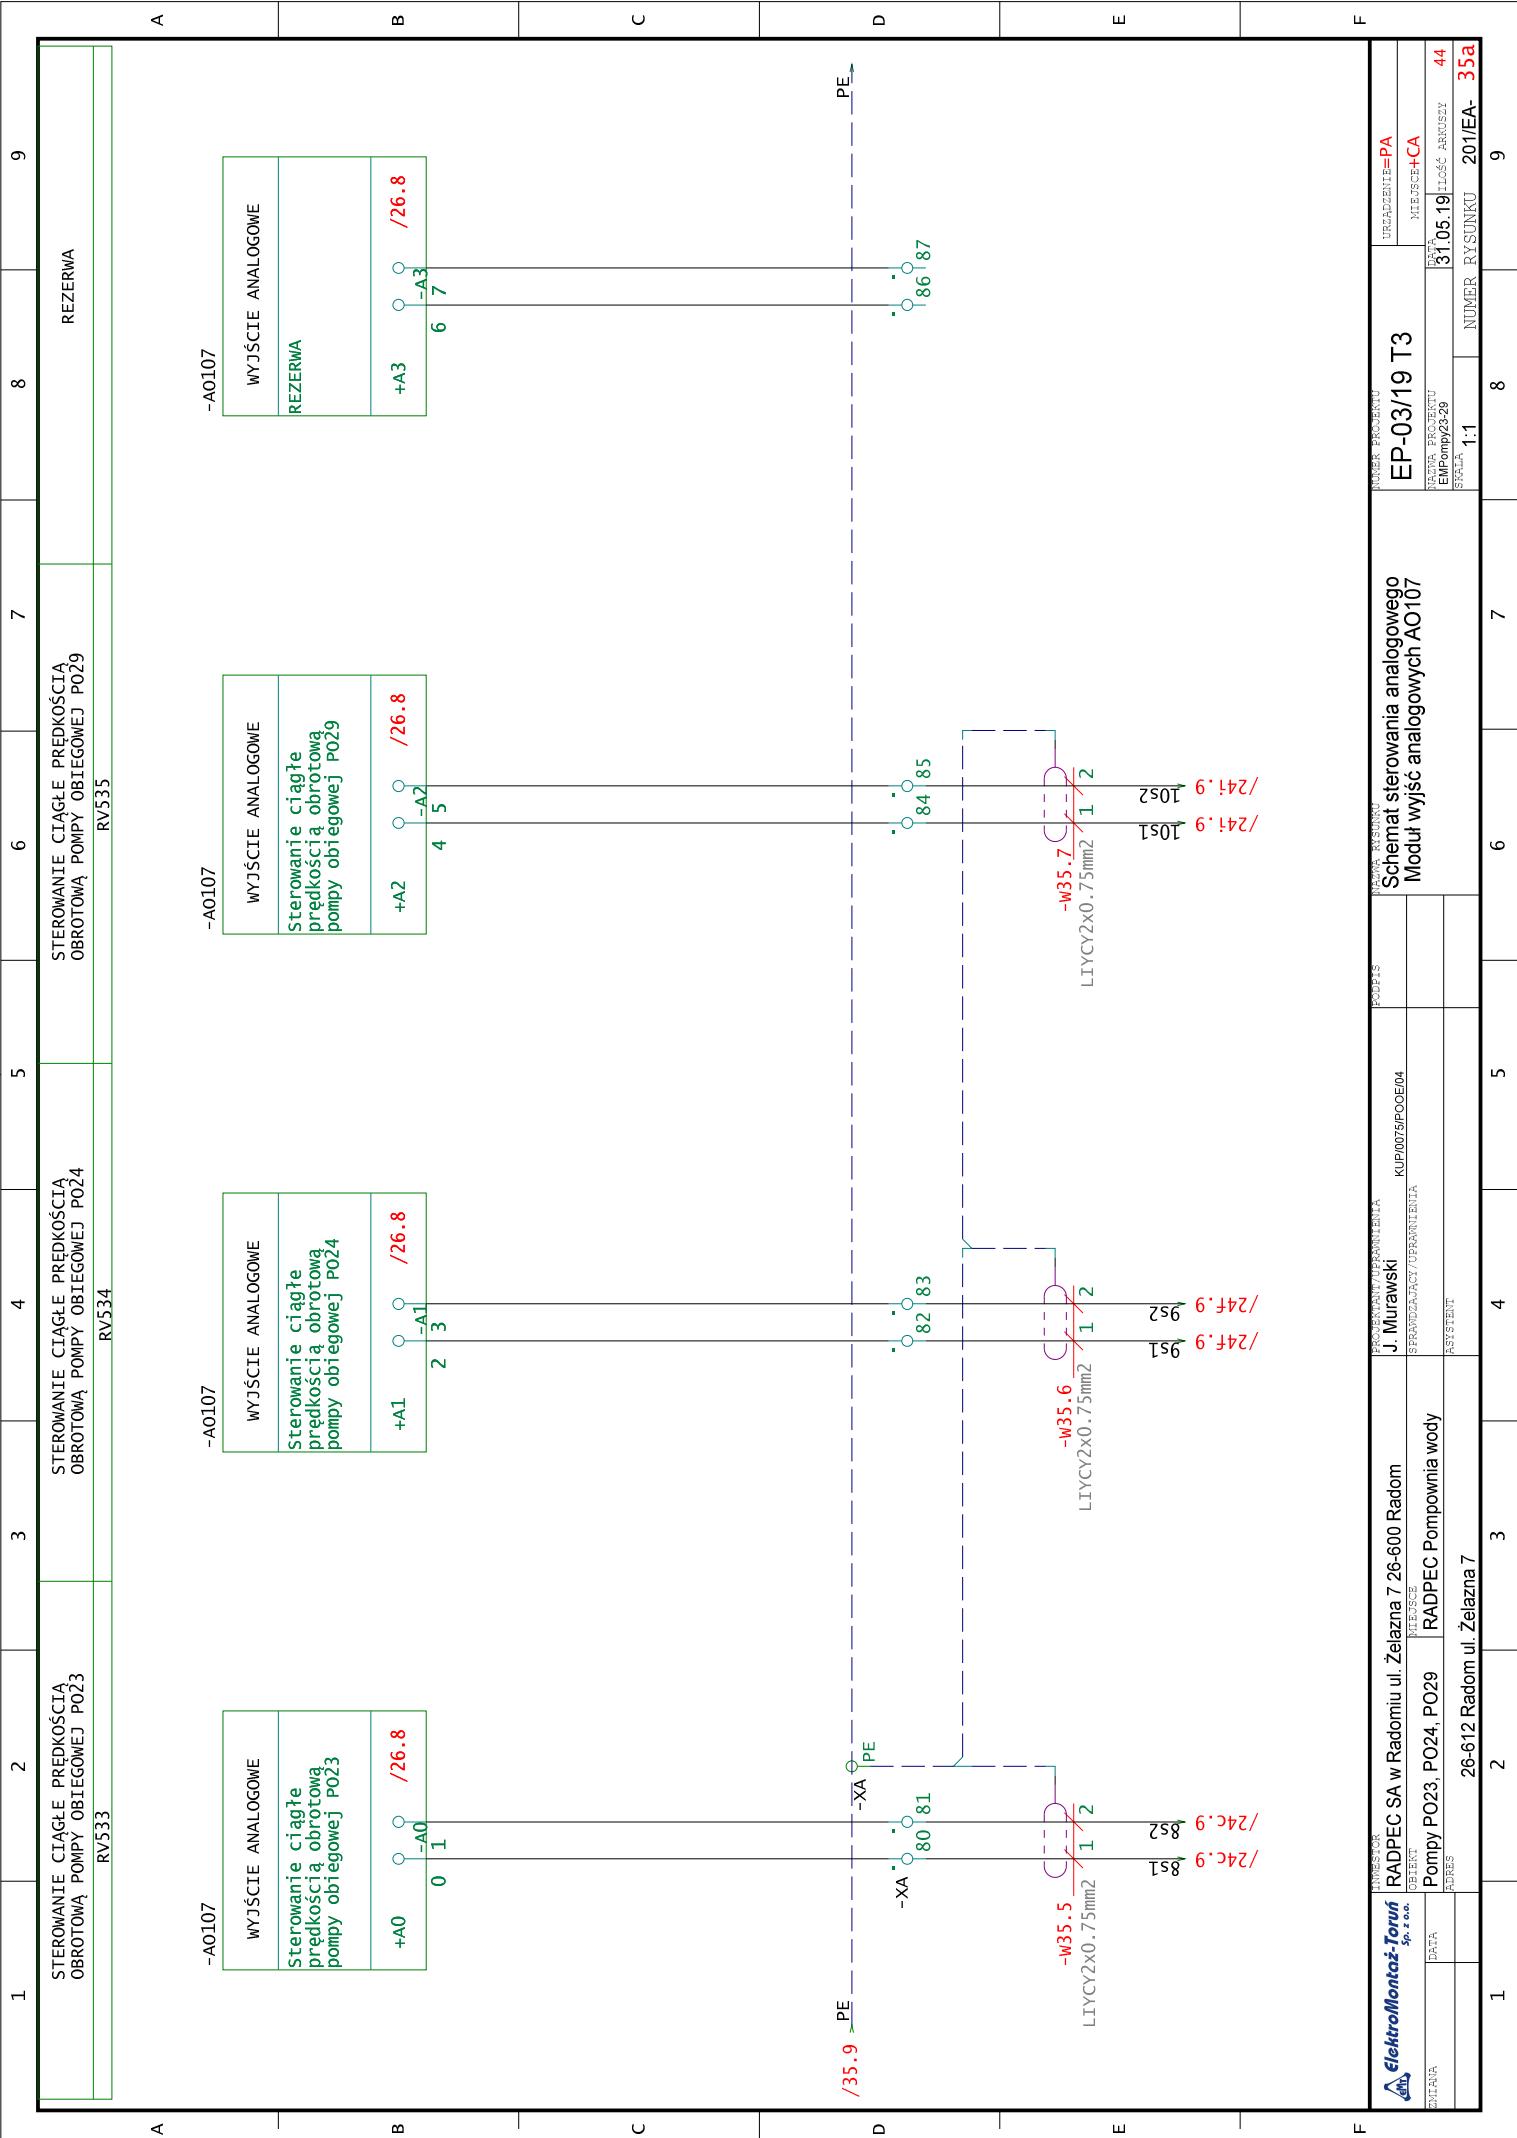 1 2 3 4 5 6 7 8 9
A
B
C
D
E
F
STEROWANIE CIĄGŁE PRĘDKOŚCIĄ
OBROTOWĄ POMPY OBIEGOWEJ PO23
RV533
STEROWANIE CIĄGŁE PRĘDKOŚCIĄ
OBROTOWĄ POMPY OBIEGOWEJ PO24
RV534
STEROWANIE CIĄGŁE PRĘDKOŚCIĄ
OBROTOWĄ POMPY OBIEGOWEJ PO29
RV535
REZERWA
-AO107
WYJŚCIE ANALOGOWE
Sterowanie ciągłe
prędkością obrotową
pompy obiegowej PO23
+A0 /26.8
-A0
0 1
-AO107
WYJŚCIE ANALOGOWE
Sterowanie ciągłe
prędkością obrotową
pompy obiegowej PO24
+A1 /26.8
-A1
2 3
-AO107
WYJŚCIE ANALOGOWE
Sterowanie ciągłe
prędkością obrotową
pompy obiegowej PO29
+A2 /26.8
-A2
4 5
-AO107
WYJŚCIE ANALOGOWE
REZERWA
+A3 /26.8
-A3
6 7
/35.9 PE
PE
-XA
PE
-XA
80 81
82 83
84 85
86 87
-W35.5
1 2
LIYCY2x0.75mm2
8s1 8s2
/24c.9 /24c.9
-W35.6
1 2
LIYCY2x0.75mm2
9s1 9s2
/24f.9 /24f.9
-W35.7
1 2
LIYCY2x0.75mm2
10s1 10s2
/24i.9 /24i.9
eMT ElektroMontaż-Toruń
Sp. z o.o.
ZMIANA
DATA
INWESTOR
RADPEC SA w Radomiu ul. Żelazna 7 26-600 Radom
OBIEKT
Pompy PO23, PO24, PO29
MIEJSCE
RADPEC Pompownia wody
ADRES
26-612 Radom ul. Żelazna 7
PROJEKTANT/UPRAWNIENIA
J. Murawski
KUP/0075/POOE/04
SPRAWDZAJĄCY/UPRAWNIENIA
ASYSTENT
PODPIS
NAZWA RYSUNKU
Schemat sterowania analogowego
Moduł wyjść analogowych AO107
NUMER PROJEKTU
EP-03/19 T3
URZĄDZENIE=PA
MIEJSCE+CA
NAZWA PROJEKTU
EMPompy23-29
DATA
31.05.19
ILOŚĆ ARKUSZY 44
SKALA 1:1
NUMER RYSUNKU 201/EA- 35a
A
B
C
D
E
F
1 2 3 4 5 6 7 8 9